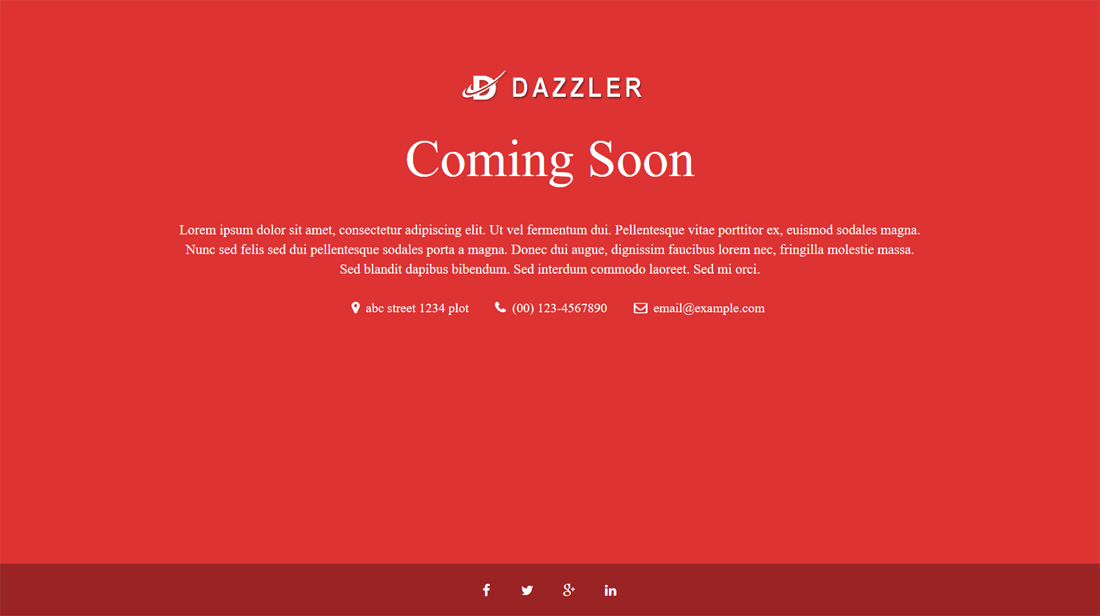 DAZZLER
Coming Soon
Lorem ipsum dolor sit amet, consectetur adipiscing elit. Ut vel fermentum dui. Pellentesque vitae porttitor ex, euismod sodales magna.
Nunc sed felis sed dui pellentesque sodales porta a magna. Donec dui augue, dignissim faucibus lorem nec, fringilla molestie massa.
Sed blandit dapibus bibendum. Sed interdum commodo laoreet. Sed mi orci.
abc street 1234 plot (00) 123-4567890 email@example.com